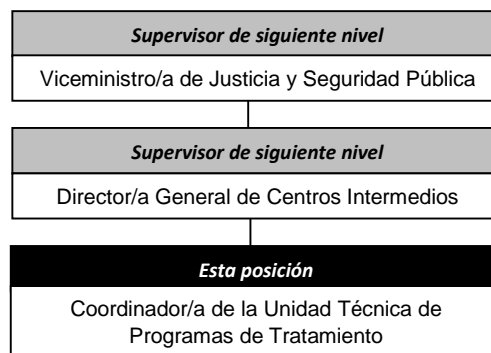 Supervisor de siguiente nivel
Viceministro/a de Justicia y Seguridad Pública
Supervisor de siguiente nivel
Director/a General de Centros Intermedios
Esta posición
Coordinador/a de la Unidad Técnica de
Programas de Tratamiento